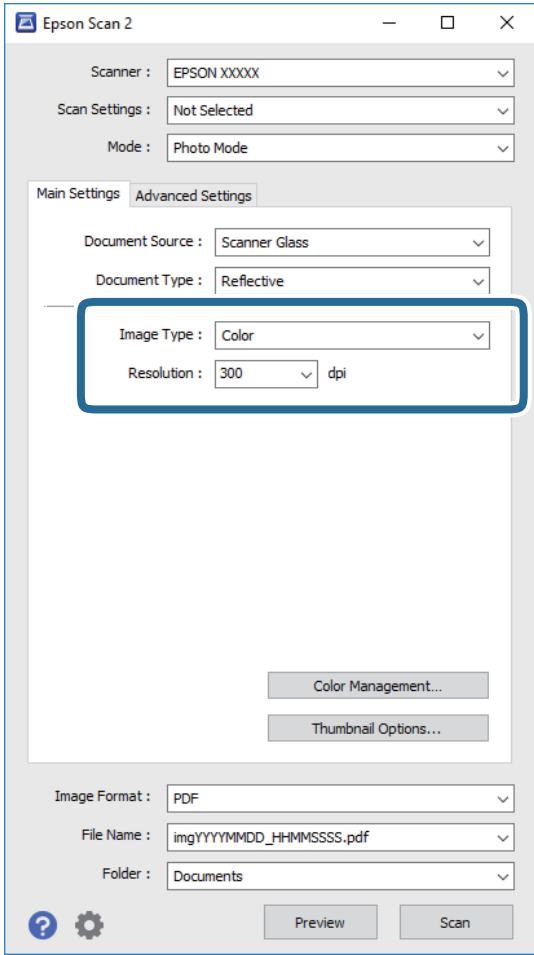 Epson Scan 2
Scanner : EPSON XXXXX
Scan Settings : Not Selected
Mode : Photo Mode
Main Settings Advanced Settings
Document Source : Scanner Glass
Document Type : Reflective
Image Type : Color
Resolution : 300 dpi
Color Management...
Thumbnail Options...
Image Format : PDF
File Name : imgYYYYMMDD_HHMMSSSS.pdf
Folder : Documents
? Preview Scan